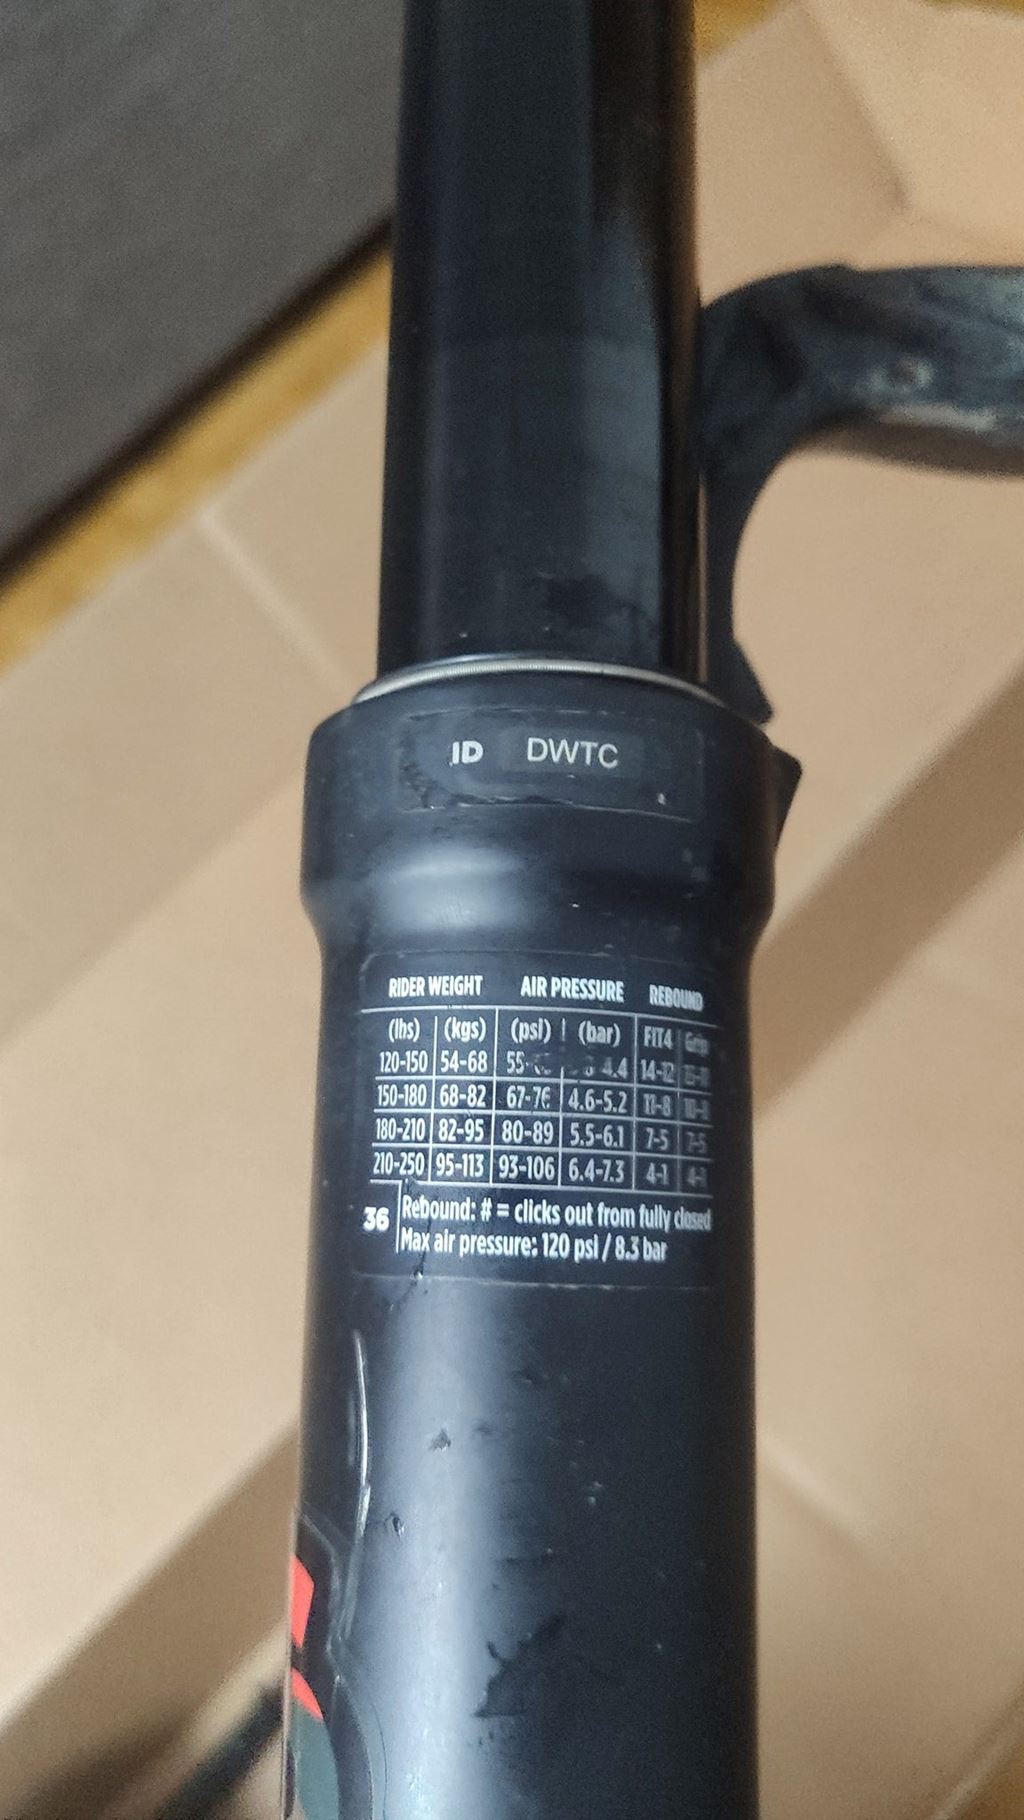 ID DWTC
RIDER WEIGHT AIR PRESSURE REBOUND
(lbs) (kgs) (psi) (bar) FIT4 Grip
120-150 54-68 4.4 14-12
150-180 68-82 67-76 4.6-5.2 11-8
180-210 82-95 80-89 5.5-6.1 7-5 7-5
210-250 95-113 93-106 6.4-7.3 4-1
36 Rebound: # = clicks out from fully closed
Max air pressure: 120 psi / 8.3 bar